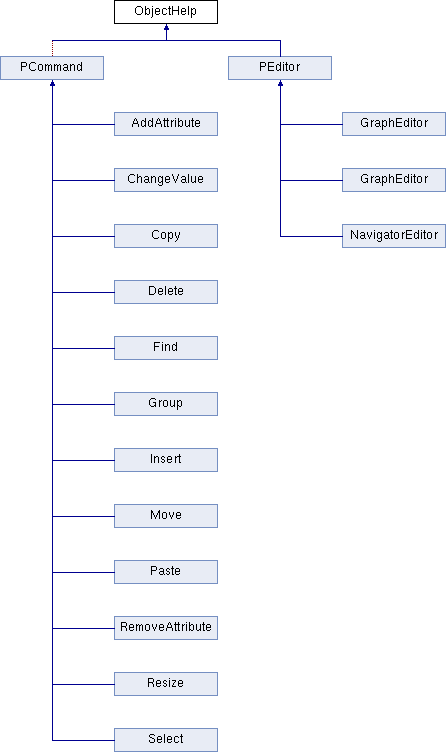 ObjectHelp
PCommand
PEditor
AddAttribute
GraphEditor
ChangeValue
GraphEditor
Copy
NavigatorEditor
Delete
Find
Group
Insert
Move
Paste
RemoveAttribute
Resize
Select